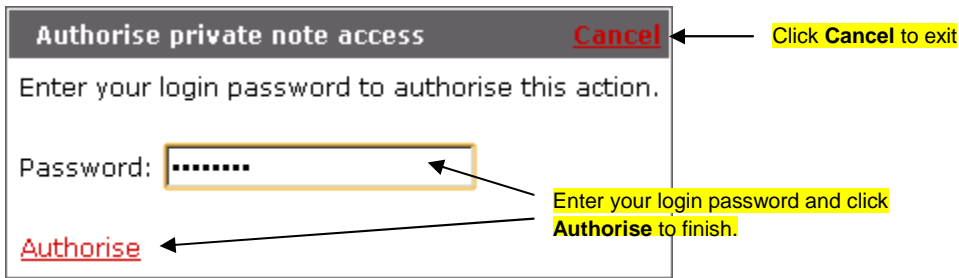 Authorise private note access Cancel
Click Cancel to exit
Enter your login password to authorise this action.
Password: ••••••••
Enter your login password and click
Authorise to finish.
Authorise